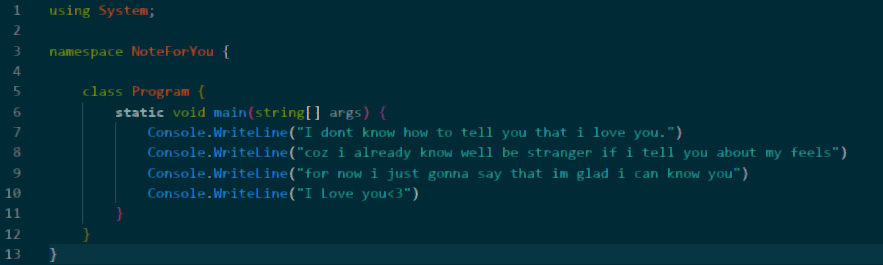 1 using System;
2
3 namespace NoteForYou {
4
5 class Program {
6 static void main(string[] args) {
7 Console.WriteLine("I dont know how to tell you that i love you.")
8 Console.WriteLine("coz i already know well be stranger if i tell you about my feels")
9 Console.WriteLine("for now i just gonna say that im glad i can know you")
10 Console.WriteLine("I Love you<3")
11 }
12 }
13 }